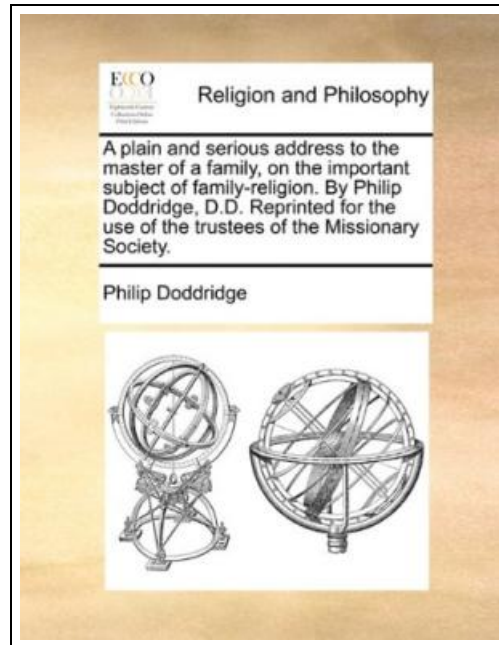 ECCO
Religion and Philosophy
A plain and serious address to the
master of a family, on the important
subject of family-religion. By Philip
Doddridge, D.D. Reprinted for the
use of the trustees of the Missionary
Society.
Philip Doddridge